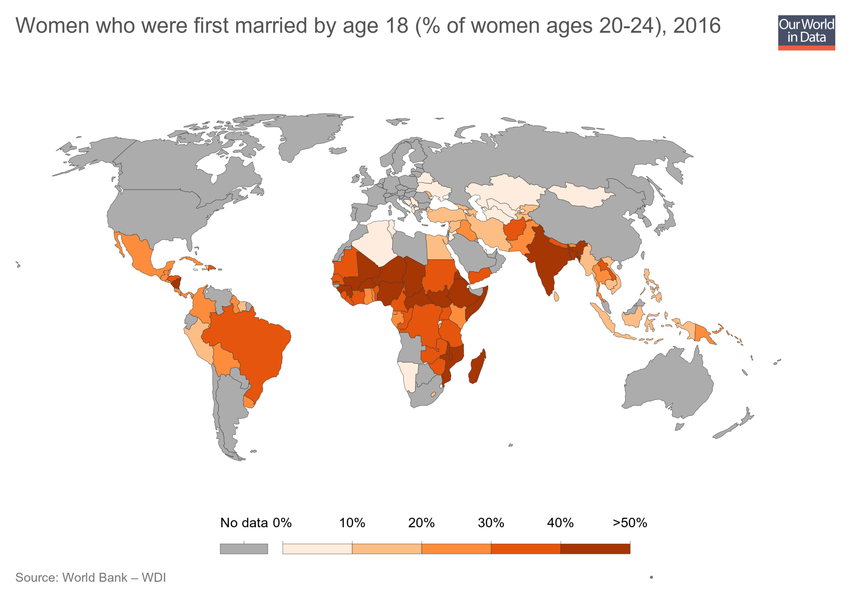 Women who were first married by age 18 (% of women ages 20-24), 2016
Our World
in Data
No data 0% 10% 20% 30% 40% >50%
Source: World Bank – WDI